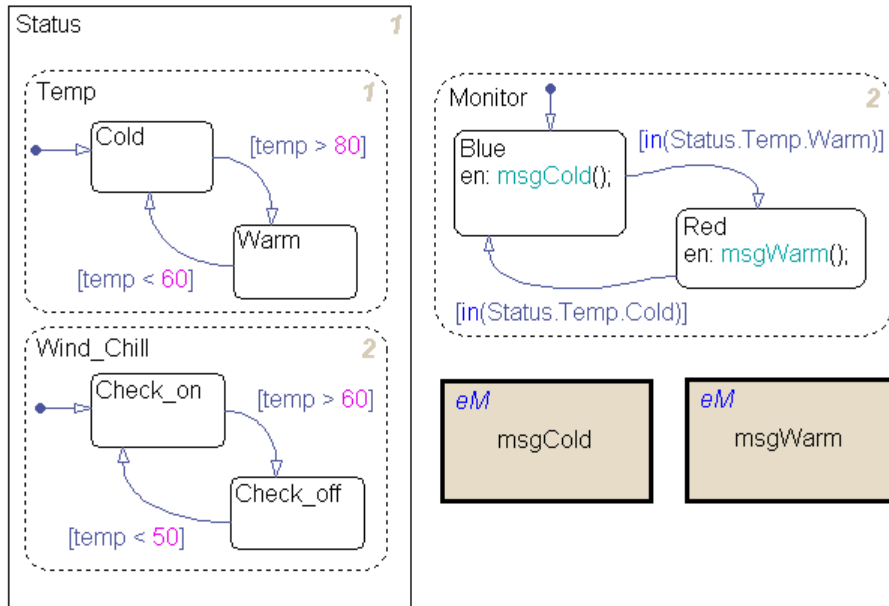 Status 1
Temp 1
Cold
[temp > 80]
Warm
[temp < 60]
Wind_Chill 2
Check_on
[temp > 60]
Check_off
[temp < 50]
Monitor 2
[in(Status.Temp.Warm)]
Blue
en: msgCold();
Red
en: msgWarm();
[in(Status.Temp.Cold)]
eM
msgCold
eM
msgWarm